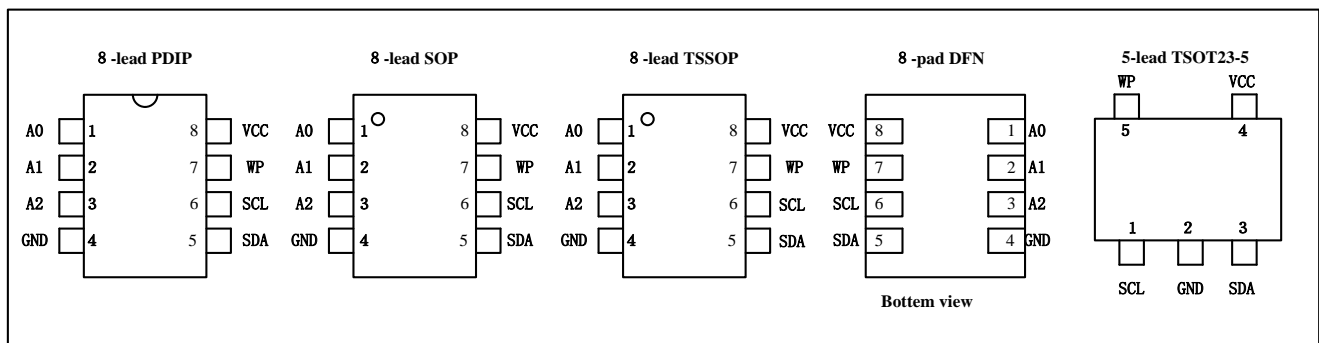 8 -lead PDIP
A0 1 8 VCC
A1 2 7 WP
A2 3 6 SCL
GND 4 5 SDA
8 -lead SOP
A0 1 8 VCC
A1 2 7 WP
A2 3 6 SCL
GND 4 5 SDA
8 -lead TSSOP
A0 1 8 VCC
A1 2 7 WP
A2 3 6 SCL
GND 4 5 SDA
8 -pad DFN
VCC 8 1 A0
WP 7 2 A1
SCL 6 3 A2
SDA 5 4 GND
Bottem view
5-lead TSOT23-5
WP VCC
5 4
1 2 3
SCL GND SDA